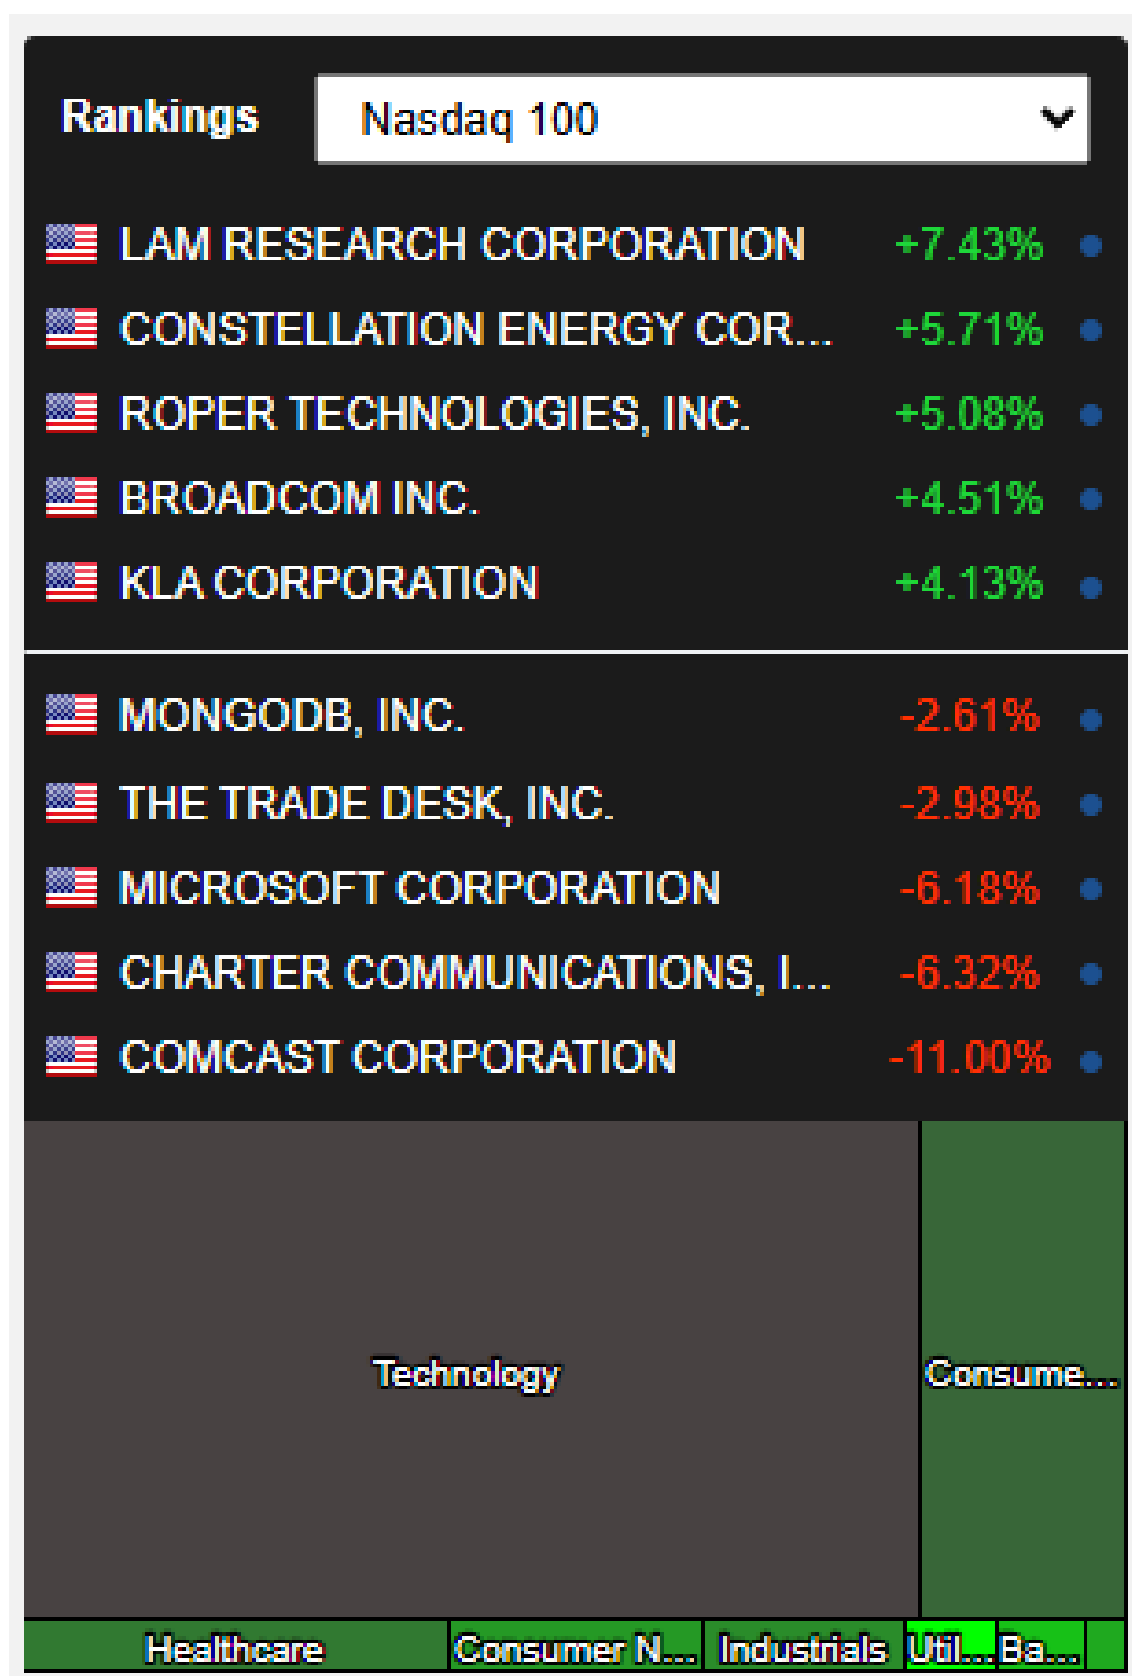 Rankings Nasdaq 100
LAM RESEARCH CORPORATION +7.43%
CONSTELLATION ENERGY COR... +5.71%
ROPER TECHNOLOGIES, INC. +5.08%
BROADCOM INC. +4.51%
KLA CORPORATION +4.13%
MONGODB, INC. -2.61%
THE TRADE DESK, INC. -2.98%
MICROSOFT CORPORATION -6.18%
CHARTER COMMUNICATIONS, I... -6.32%
COMCAST CORPORATION -11.00%
Technology Consume...
Healthcare Consumer N... Industrials Util... Ba...